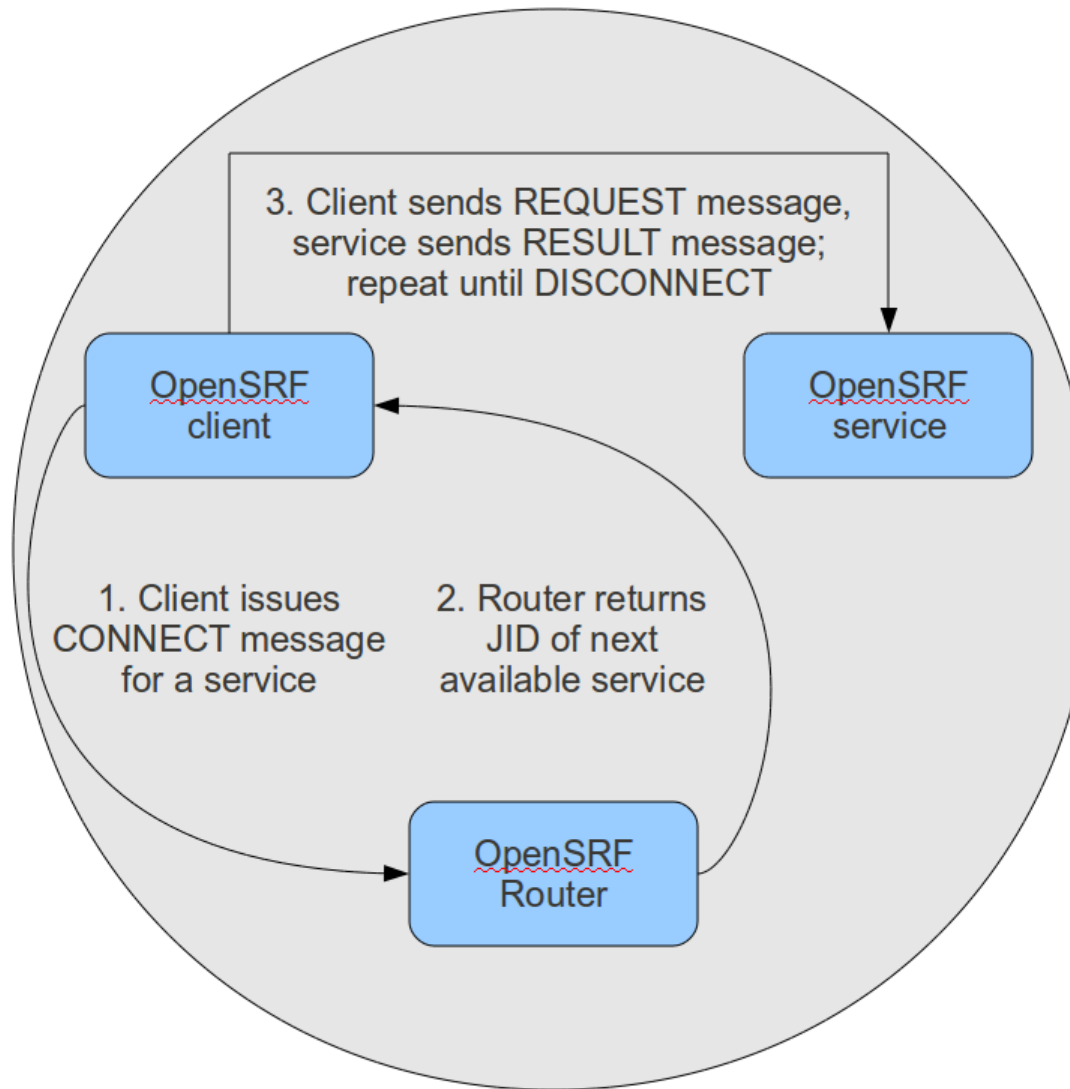 3. Client sends REQUEST message,
service sends RESULT message;
repeat until DISCONNECT
OpenSRF
client
OpenSRF
service
1. Client issues
CONNECT message
for a service
2. Router returns
JID of next
available service
OpenSRF
Router